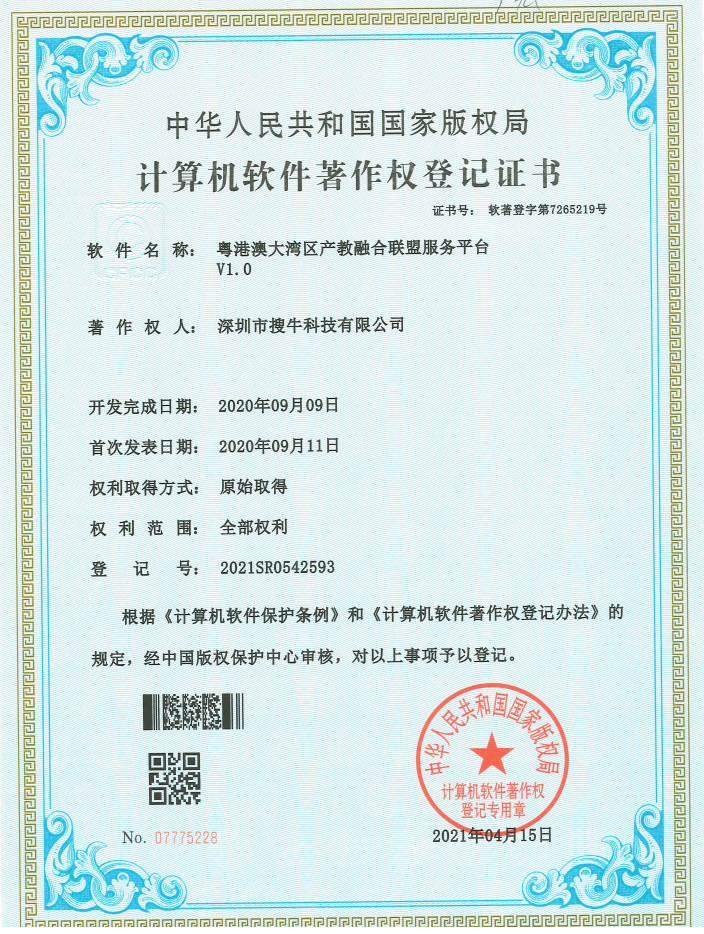 中华人民共和国国家版权局
计算机软件著作权登记证书
证书号： 软著登字第7265219号
软件名称： 粤港澳大湾区产教融合联盟服务平台
V1.0
著作权人： 深圳市搜牛科技有限公司
开发完成日期： 2020年09月09日
首次发表日期： 2020年09月11日
权利取得方式： 原始取得
权利范围： 全部权利
登记号： 2021SR0542593
根据《计算机软件保护条例》和《计算机软件著作权登记办法》的
规定，经中国版权保护中心审核，对以上事项予以登记。
中华人民共和国国家版权局
计算机软件著作权
登记专用章
No. 07775228
2021年04月15日